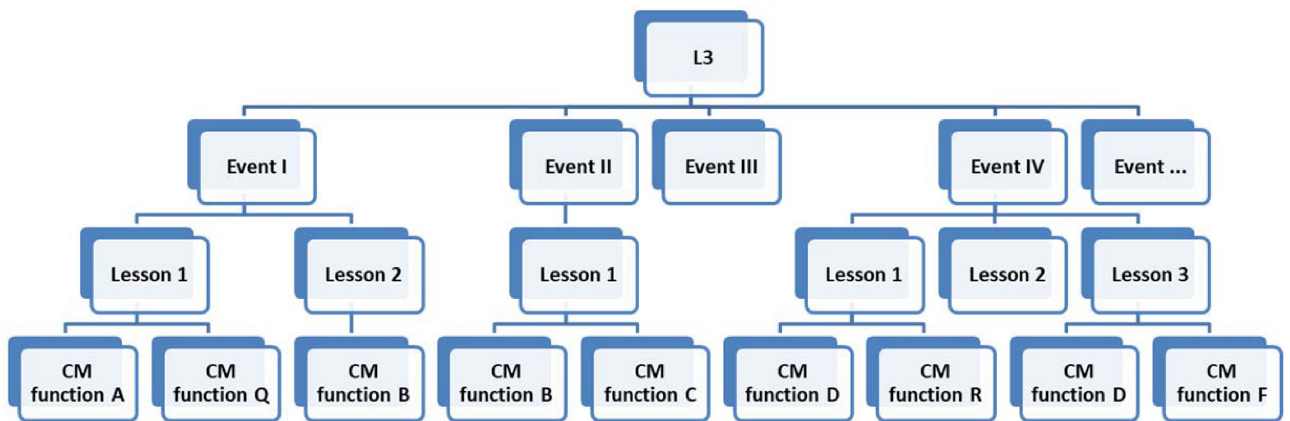 L3
Event I
Event II
Event III
Event IV
Event ...
Lesson 1
Lesson 2
Lesson 1
Lesson 1
Lesson 2
Lesson 3
CM
function A
CM
function Q
CM
function B
CM
function B
CM
function C
CM
function D
CM
function R
CM
function D
CM
function F